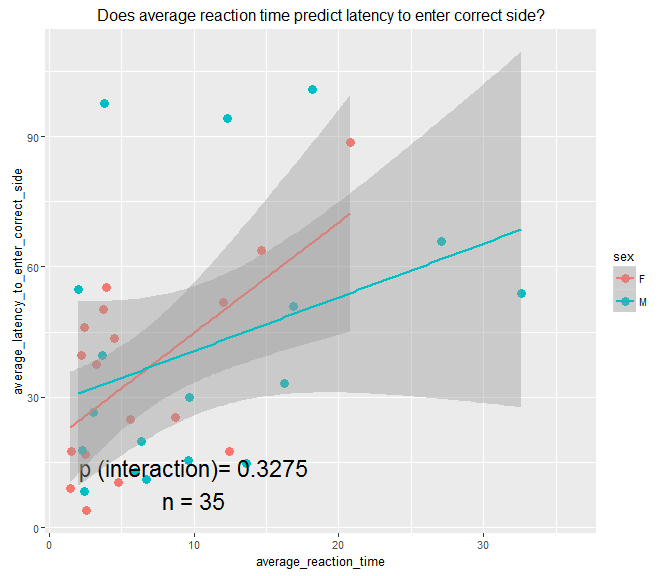 Does average reaction time predict latency to enter correct side?
average_latency_to_enter_correct_side
90
60
30
0
p (interaction)= 0.3275
n = 35
0 10 20 30
average_reaction_time
sex
F
M